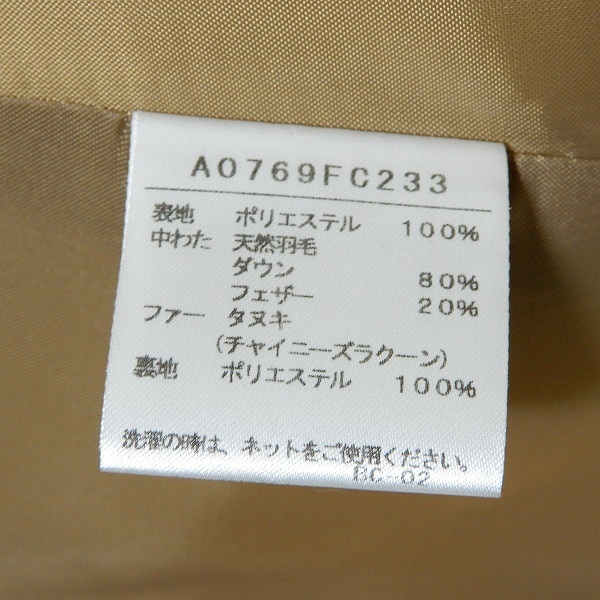 A0769FC233
表地 ポリエステル 100%
中わた 天然羽毛
ダウン 80%
フェザー 20%
ファー タヌキ
(チャイニーズラクーン)
裏地 ポリエステル 100%
洗濯の時は、ネットをご使用ください。
BC-02